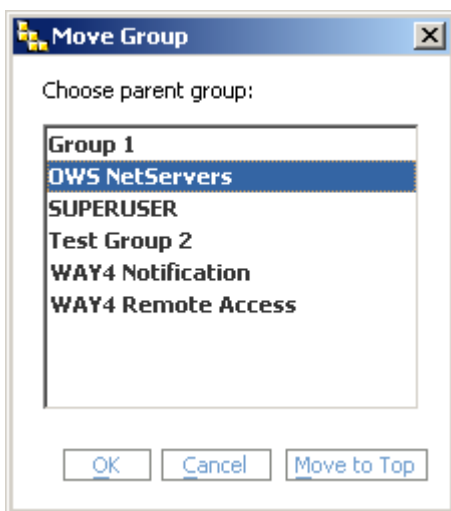 Move Group
Choose parent group:
Group 1
OWS NetServers
SUPERUSER
Test Group 2
WAY4 Notification
WAY4 Remote Access
OK Cancel Move to Top